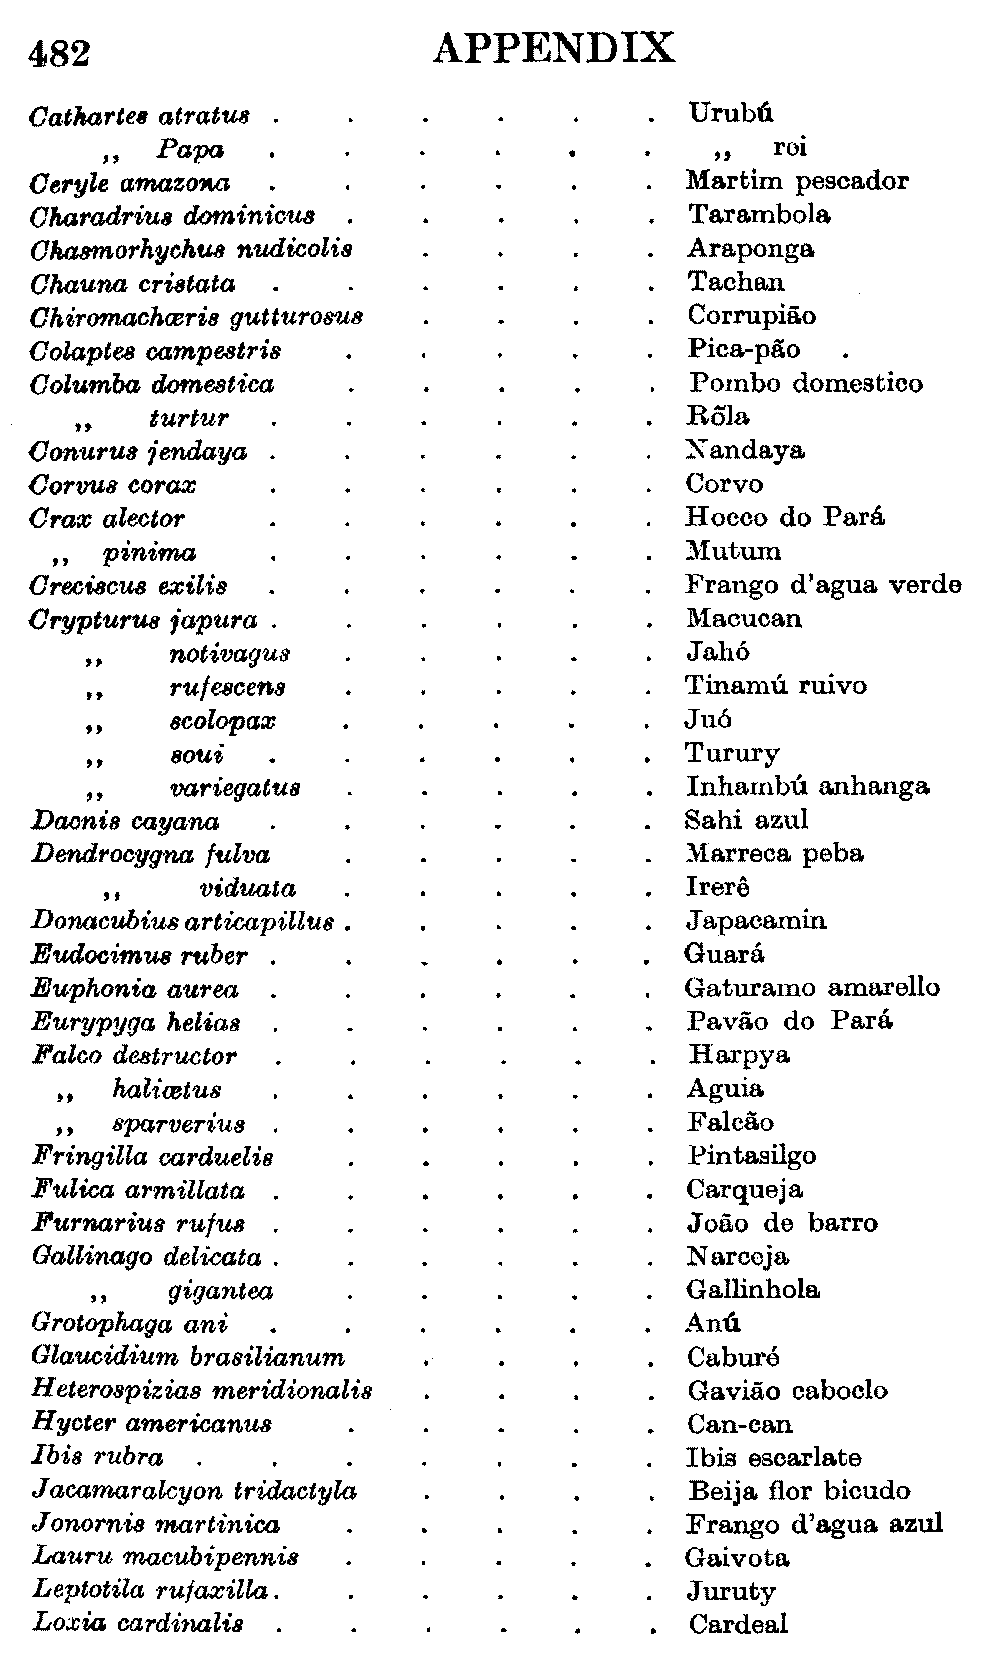 482 APPENDIX
Cathartes atratus . . . . . . Urubú
,, Papa . . . . . . ,, roi
Ceryle amazona . . . . . . Martim pescador
Charadrius dominicus . . . . . Tarambola
Chasmorhychus nudicolis . . . . Araponga
Chauna cristata . . . . . . Tachan
Chiromachæris gutturosus . . . . Corrupião
Colaptes campestris . . . . . Pica-pão .
Columba domestica . . . . . Pombo domestico
,, turtur . . . . . . Rõla
Conurus jendaya . . . . . . Nandaya
Corvus corax . . . . . . Corvo
Crax alector . . . . . . Hocco do Pará
,, pinima . . . . . . Mutum
Creciscus exilis . . . . . . Frango d'agua verde
Crypturus japura . . . . . . Macucan
,, notivagus . . . . . Jahó
,, rufescens . . . . . Tinamú ruivo
,, scolopax . . . . . Juó
,, soui . . . . . . Turury
,, variegatus . . . . . Inhambú anhanga
Dacnis cayana . . . . . . Sahi azul
Dendrocygna fulva . . . . . Marreca peba
,, viduata . . . . . Irerê
Donacubius articapillus . . . . . Japacamin
Eudocimus ruber . . . . . . Guará
Euphonia aurea . . . . . . Gaturamo amarello
Eurypyga helias . . . . . . Pavão do Pará
Falco destructor . . . . . . Harpya
,, haliætus . . . . . . Aguia
,, sparverius . . . . . . Falcão
Fringilla carduelis . . . . . Pintasilgo
Fulica armillata . . . . . . Carqueja
Furnarius rufus . . . . . . João de barro
Gallinago delicata . . . . . . Narceja
,, gigantea . . . . . Gallinhola
Grotophaga ani . . . . . . Anú
Glaucidium brasilianum . . . . Caburé
Heterospizias meridionalis . . . . Gavião caboclo
Hycter americanus . . . . . Can-can
Ibis rubra . . . . . . . Ibis escarlate
Jacamaralcyon tridactyla . . . . Beija flor bicudo
Jonornis martinica . . . . . Frango d'agua azul
Lauru macubipennis . . . . . Gaivota
Leptotila rufaxilla . . . . . . Juruty
Loxia cardinalis . . . . . . Cardeal